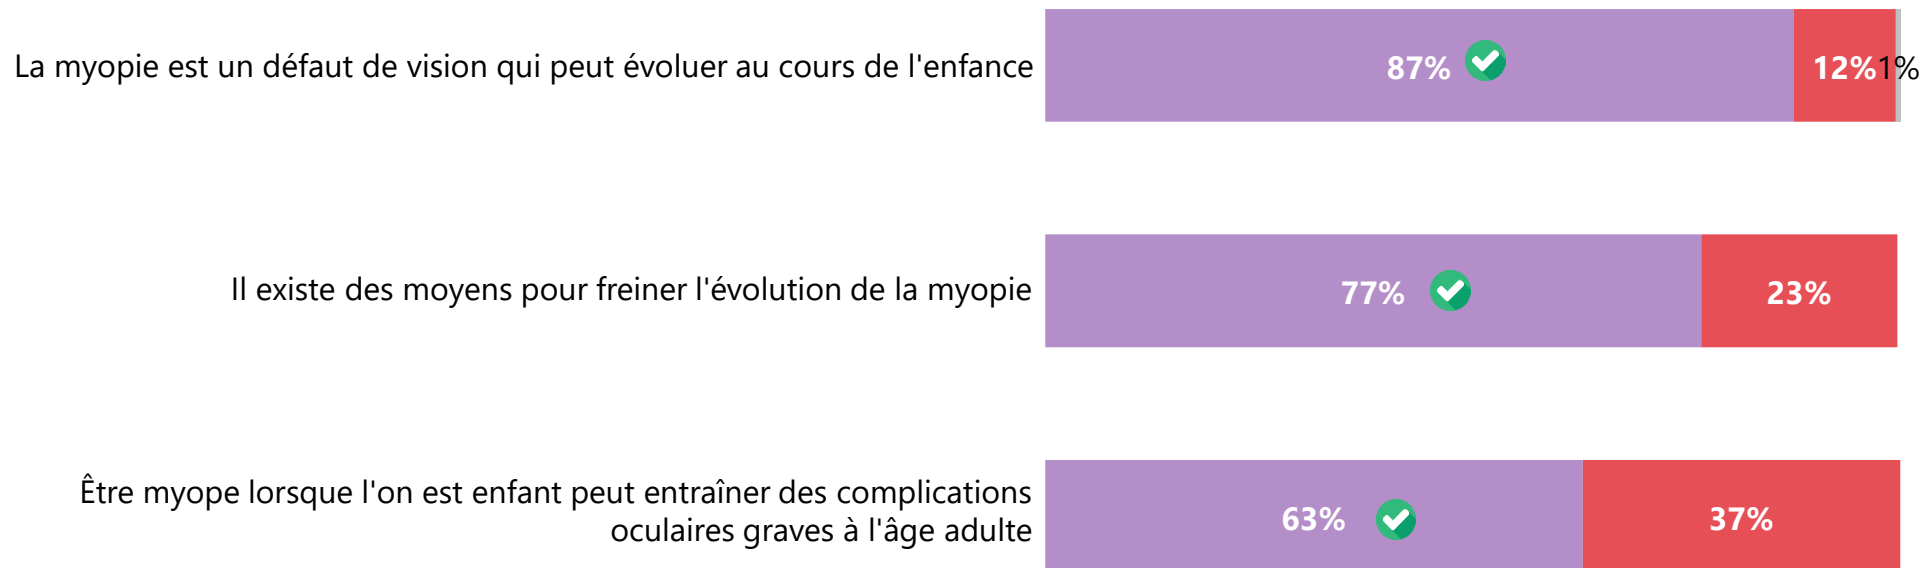 La myopie est un défaut de vision qui peut évoluer au cours de l'enfance 87% 12% 1%
Il existe des moyens pour freiner l'évolution de la myopie 77% 23%
Être myope lorsque l'on est enfant peut entraîner des complications
oculaires graves à l'âge adulte 63% 37%